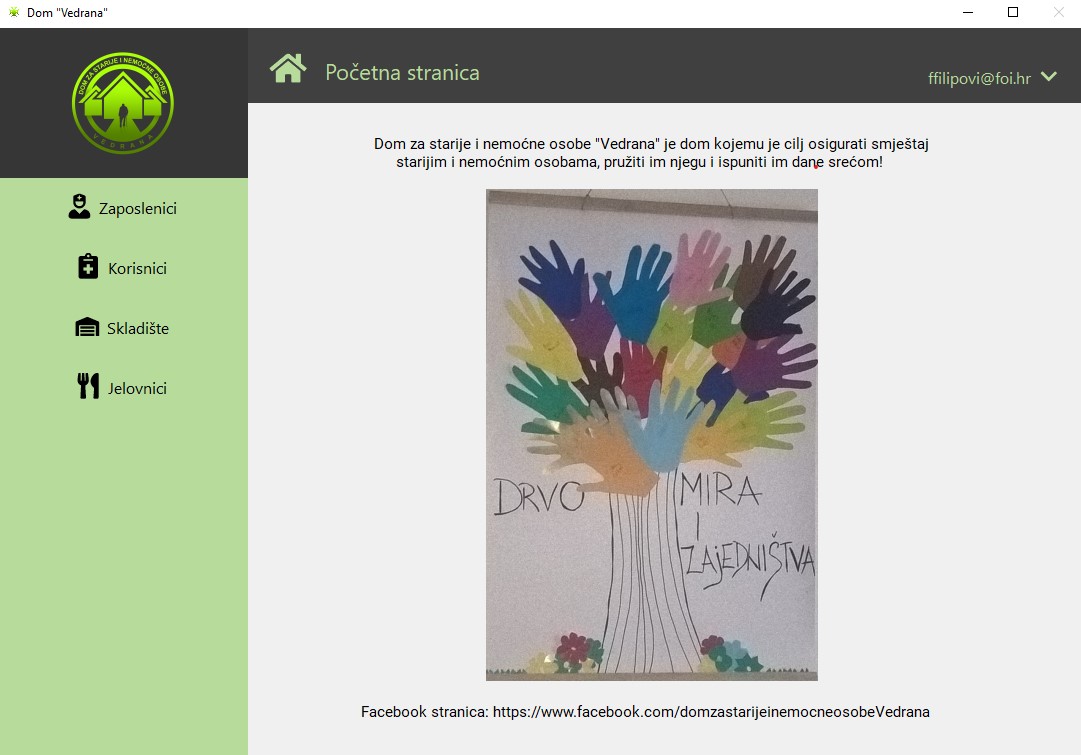 Dom "Vedrana"
DOM ZA STARIJE I NEMOĆNE OSOBE
VEDRANA
Početna stranica
ffilipovi@foi.hr
Zaposlenici
Korisnici
Skladište
Jelovnici
Dom za starije i nemoćne osobe "Vedrana" je dom kojemu je cilj osigurati smještaj
starijim i nemoćnim osobama, pružiti im njegu i ispuniti im dane srećom!
DRVO MIRA
I
ZAJEDNIŠTVA
Facebook stranica: https://www.facebook.com/domzastarijeinemocneosobeVedrana